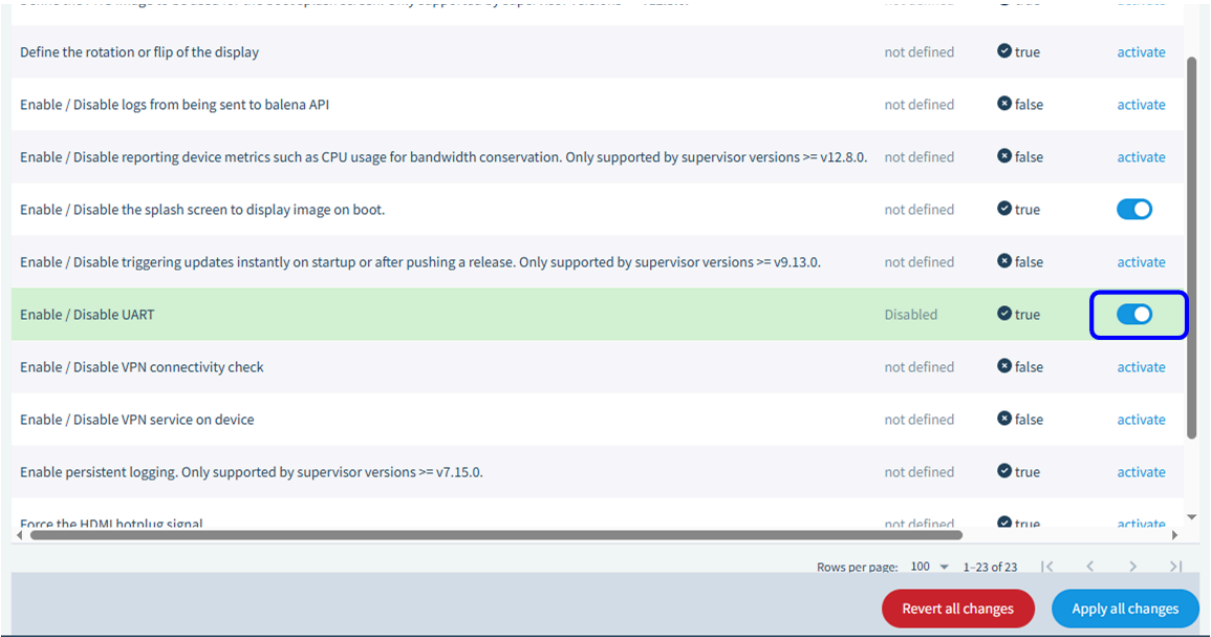 Define the rotation or flip of the display not defined true activate
Enable / Disable logs from being sent to balena API not defined false activate
Enable / Disable reporting device metrics such as CPU usage for bandwidth conservation. Only supported by supervisor versions >= v12.8.0. not defined false activate
Enable / Disable the splash screen to display image on boot. not defined true
Enable / Disable triggering updates instantly on startup or after pushing a release. Only supported by supervisor versions >= v9.13.0. not defined false activate
Enable / Disable UART Disabled true
Enable / Disable VPN connectivity check not defined false activate
Enable / Disable VPN service on device not defined false activate
Enable persistent logging. Only supported by supervisor versions >= v7.15.0. not defined true activate
Force the HDMI hotplug signal not defined true activate
Rows per page: 100 1-23 of 23
Revert all changes Apply all changes